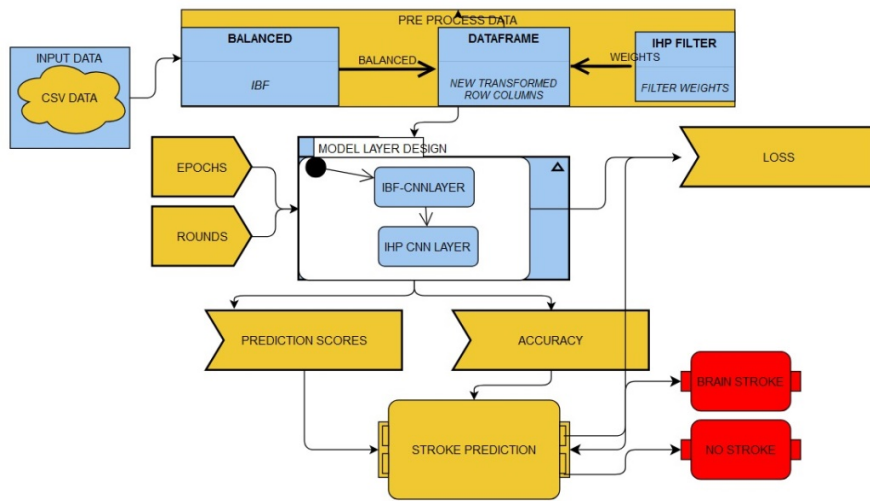 PRE PROCESS DATA
INPUT DATA
CSV DATA
BALANCED
IBF
BALANCED
DATAFRAME
NEW TRANSFORMED
ROW COLUMNS
WEIGHTS
IHP FILTER
FILTER WEIGHTS
MODEL LAYER DESIGN
EPOCHS
ROUNDS
IBF-CNNLAYER
IHP CNN LAYER
LOSS
PREDICTION SCORES
ACCURACY
STROKE PREDICTION
BRAIN STROKE
NO STROKE